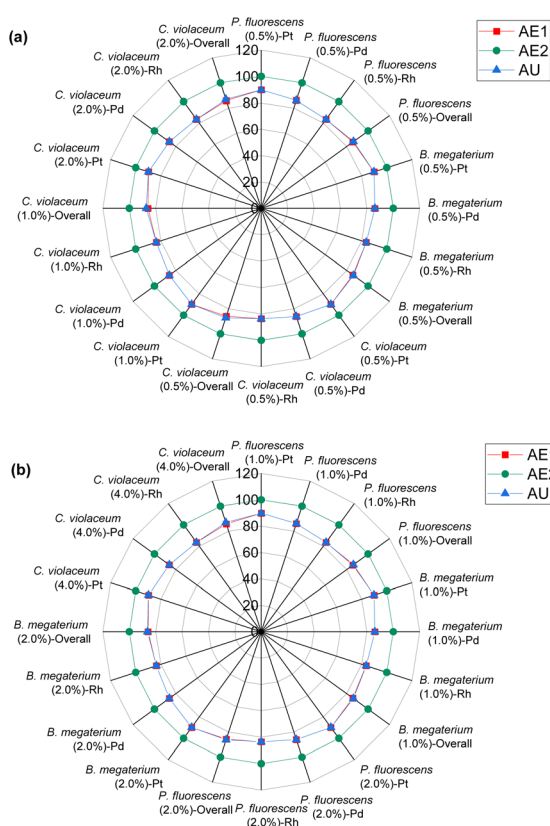 (a)
AE1
AE2
AU
P. fluorescens
(0.5%)-Pt
P. fluorescens
(0.5%)-Pd
P. fluorescens
(0.5%)-Rh
P. fluorescens
(0.5%)-Overall
B. megaterium
(0.5%)-Pt
B. megaterium
(0.5%)-Pd
B. megaterium
(0.5%)-Rh
B. megaterium
(0.5%)-Overall
C. violaceum
(0.5%)-Pt
C. violaceum
(0.5%)-Pd
C. violaceum
(0.5%)-Rh
C. violaceum
(0.5%)-Overall
C. violaceum
(1.0%)-Pt
C. violaceum
(1.0%)-Pd
C. violaceum
(1.0%)-Rh
C. violaceum
(1.0%)-Overall
C. violaceum
(2.0%)-Pt
C. violaceum
(2.0%)-Pd
C. violaceum
(2.0%)-Rh
C. violaceum
(2.0%)-Overall
120
100
80
60
40
20
0
(b)
AE
AE2
AU
P. fluorescens
(1.0%)-Pt
P. fluorescens
(1.0%)-Pd
P. fluorescens
(1.0%)-Rh
P. fluorescens
(1.0%)-Overall
B. megaterium
(1.0%)-Pt
B. megaterium
(1.0%)-Pd
B. megaterium
(1.0%)-Rh
B. megaterium
(1.0%)-Overall
P. fluorescens
(2.0%)-Pt
P. fluorescens
(2.0%)-Pd
P. fluorescens
(2.0%)-Rh
P. fluorescens
(2.0%)-Overall
B. megaterium
(2.0%)-Pt
B. megaterium
(2.0%)-Pd
B. megaterium
(2.0%)-Rh
B. megaterium
(2.0%)-Overall
C. violaceum
(4.0%)-Pt
C. violaceum
(4.0%)-Pd
C. violaceum
(4.0%)-Rh
C. violaceum
(4.0%)-Overall
120
100
80
60
40
20
0